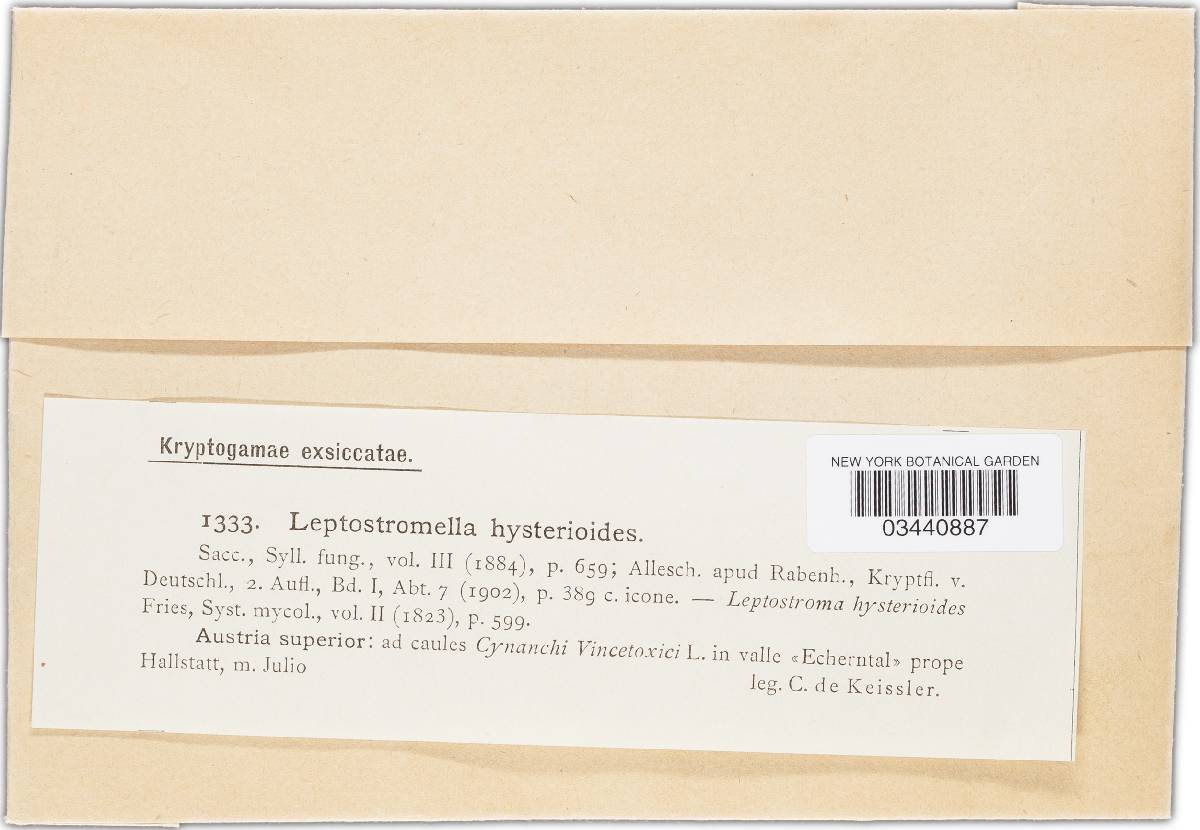 Kryptogamae exsiccatae.
NEW YORK BOTANICAL GARDEN
03440887
1333. Leptostromella hysterioides.
Sacc., Syll. fung., vol. III (1884), p. 659; Allesch. apud Rabenh., Kryptfl. v.
Deutschl., 2. Aufl., Bd. I, Abt. 7 (1902), p. 389 c. icone. — Leptostroma hysterioides
Fries, Syst. mycol., vol. II (1823), p. 599.
Austria superior: ad caules Cynanchi Vincetoxici L. in valle «Echerntal» prope
Hallstatt, m. Julio
leg. C. de Keissler.